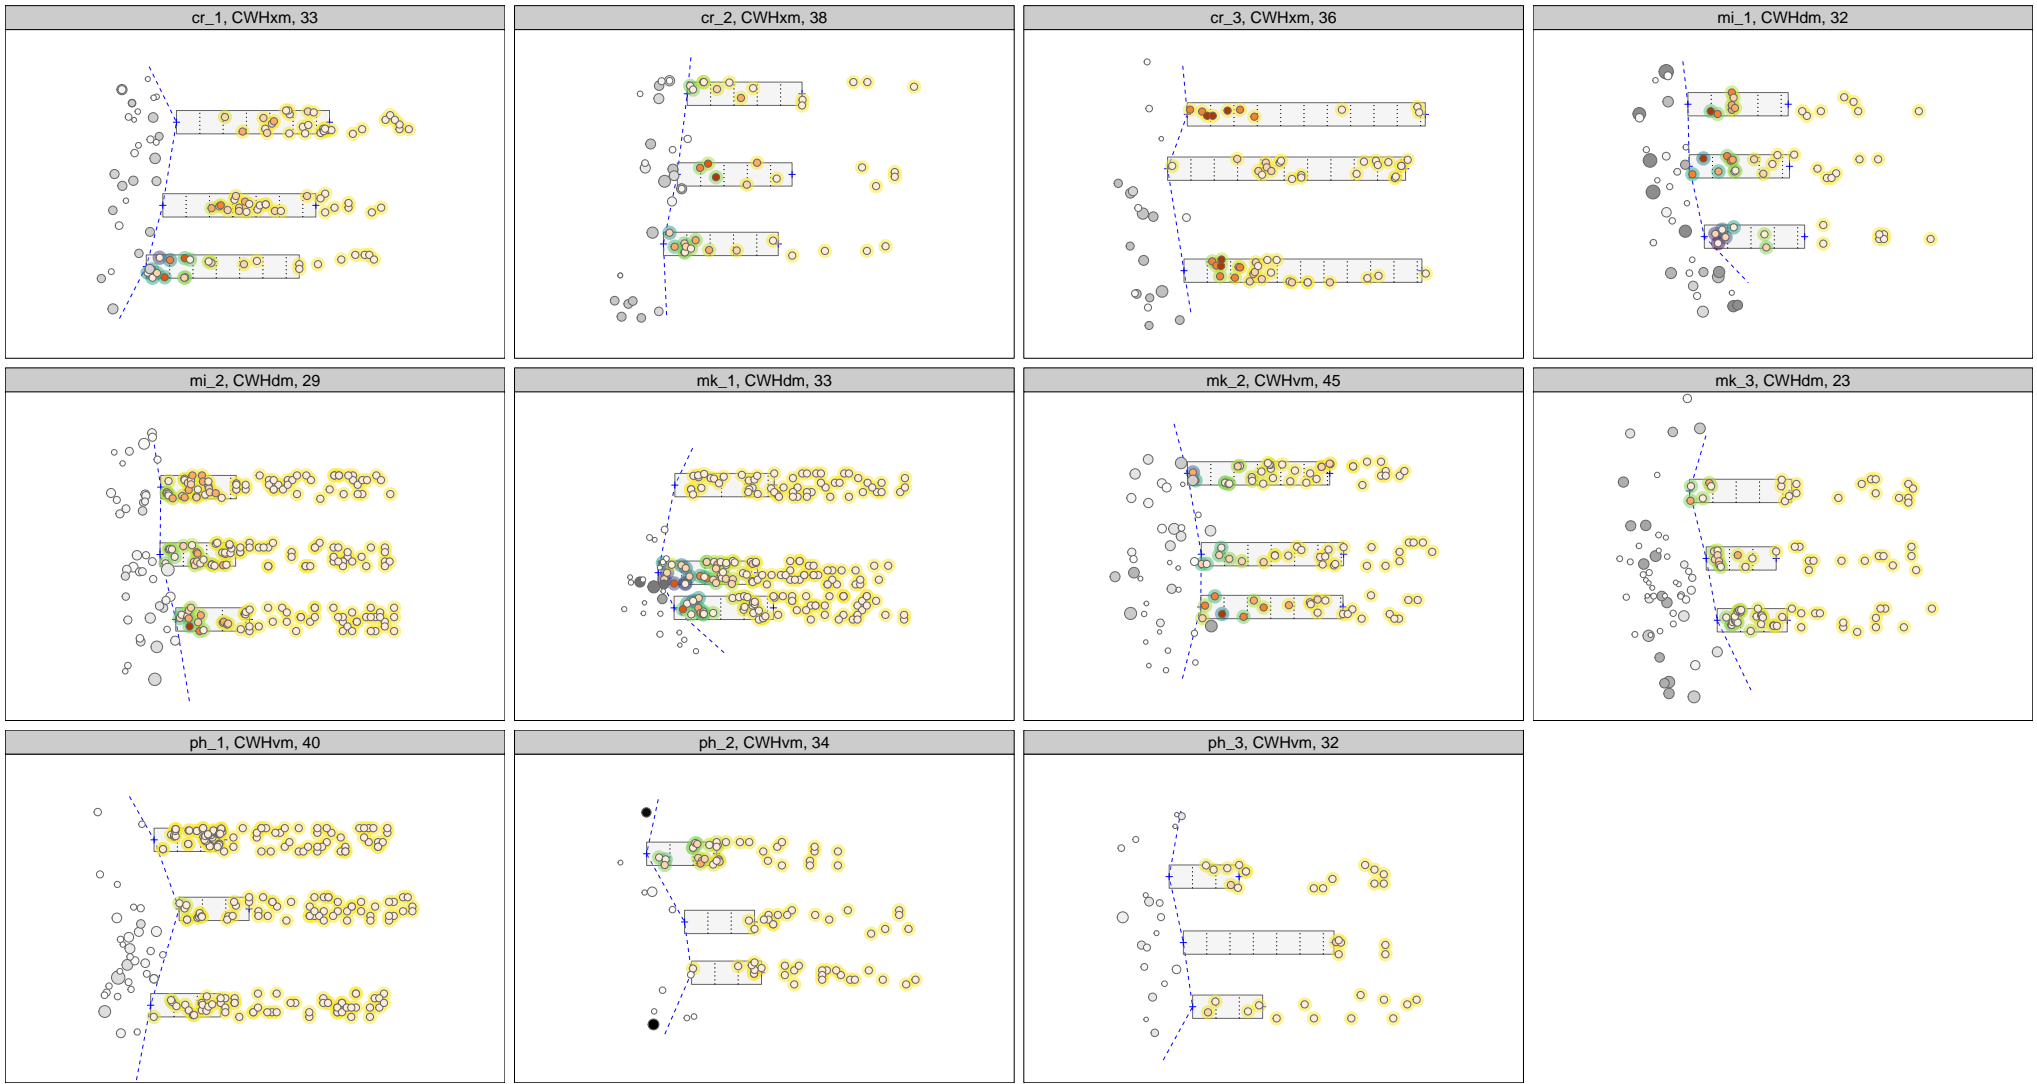 cr_1, CWHxm, 33
cr_2, CWHxm, 38
cr_3, CWHxm, 36
mi_1, CWHdm, 32
mi_2, CWHdm, 29
mk_1, CWHdm, 33
mk_2, CWHvm, 45
mk_3, CWHdm, 23
ph_1, CWHvm, 40
ph_2, CWHvm, 34
ph_3, CWHvm, 32